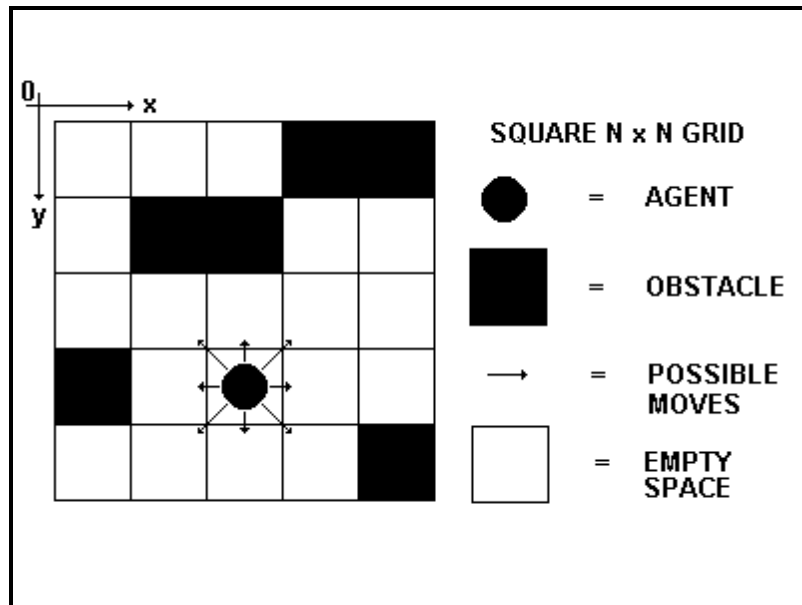 0
x
y
SQUARE N x N GRID
= AGENT
= OBSTACLE
= POSSIBLE
MOVES
= EMPTY
SPACE